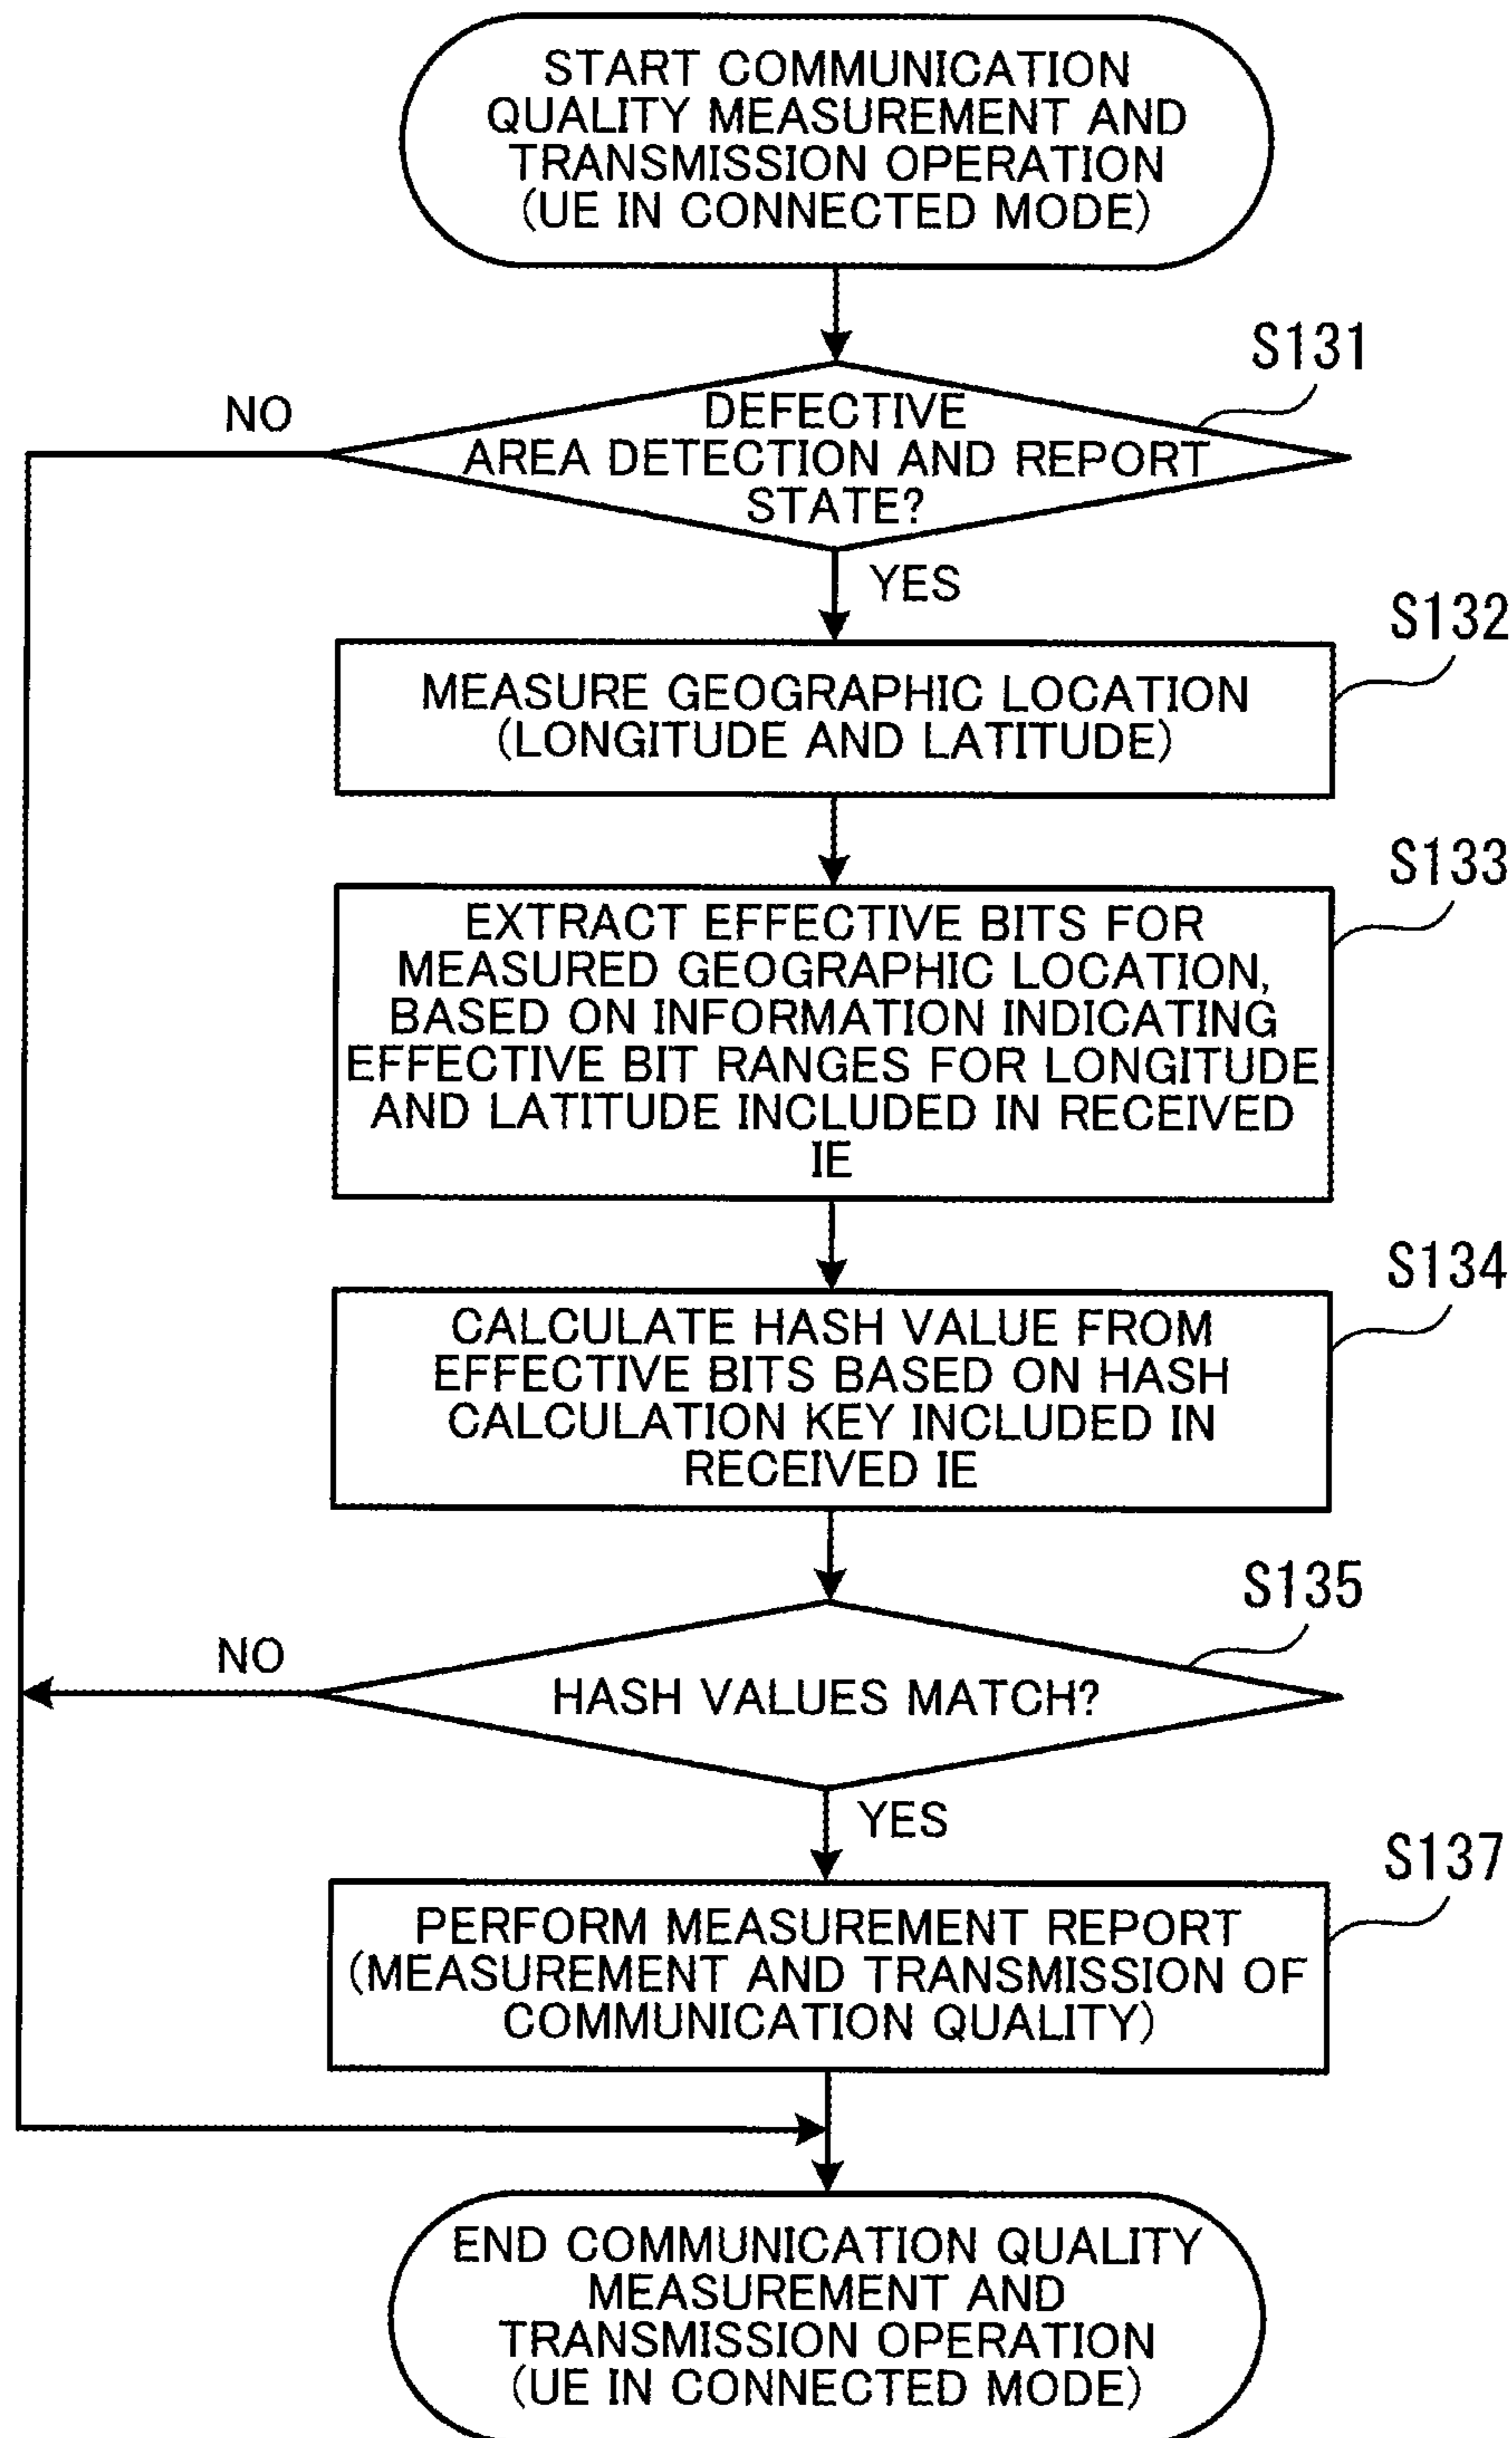 START COMMUNICATION
QUALITY MEASUREMENT AND
TRANSMISSION OPERATION
(UE IN CONNECTED MODE)
S131
NO
DEFECTIVE
AREA DETECTION AND REPORT
STATE?
YES
S132
MEASURE GEOGRAPHIC LOCATION
(LONGITUDE AND LATITUDE)
S133
EXTRACT EFFECTIVE BITS FOR
MEASURED GEOGRAPHIC LOCATION,
BASED ON INFORMATION INDICATING
EFFECTIVE BIT RANGES FOR LONGITUDE
AND LATITUDE INCLUDED IN RECEIVED
IE
S134
CALCULATE HASH VALUE FROM
EFFECTIVE BITS BASED ON HASH
CALCULATION KEY INCLUDED IN
RECEIVED IE
S135
NO
HASH VALUES MATCH?
YES
S137
PERFORM MEASUREMENT REPORT
(MEASUREMENT AND TRANSMISSION OF
COMMUNICATION QUALITY)
END COMMUNICATION QUALITY
MEASUREMENT AND
TRANSMISSION OPERATION
(UE IN CONNECTED MODE)